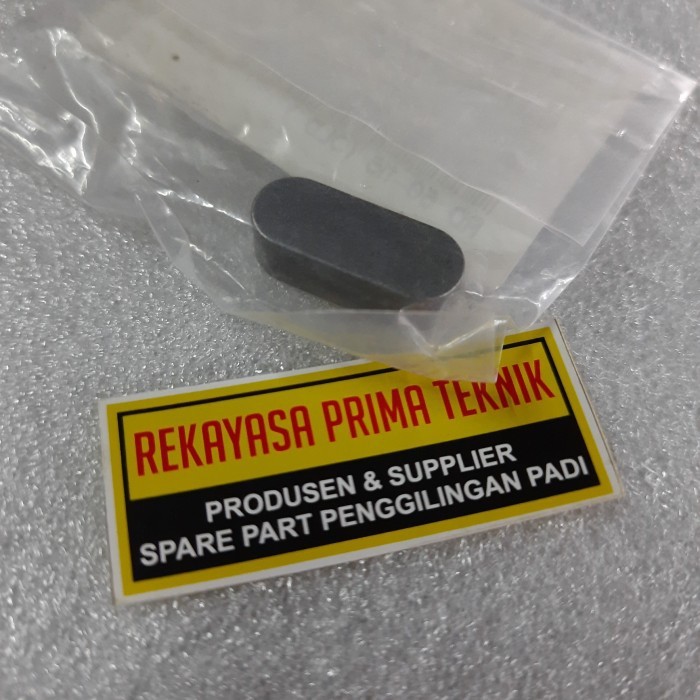 REKAYASA PRIMA TEKNIK
PRODUSEN & SUPPLIER
SPARE PART PENGGILINGAN PADI